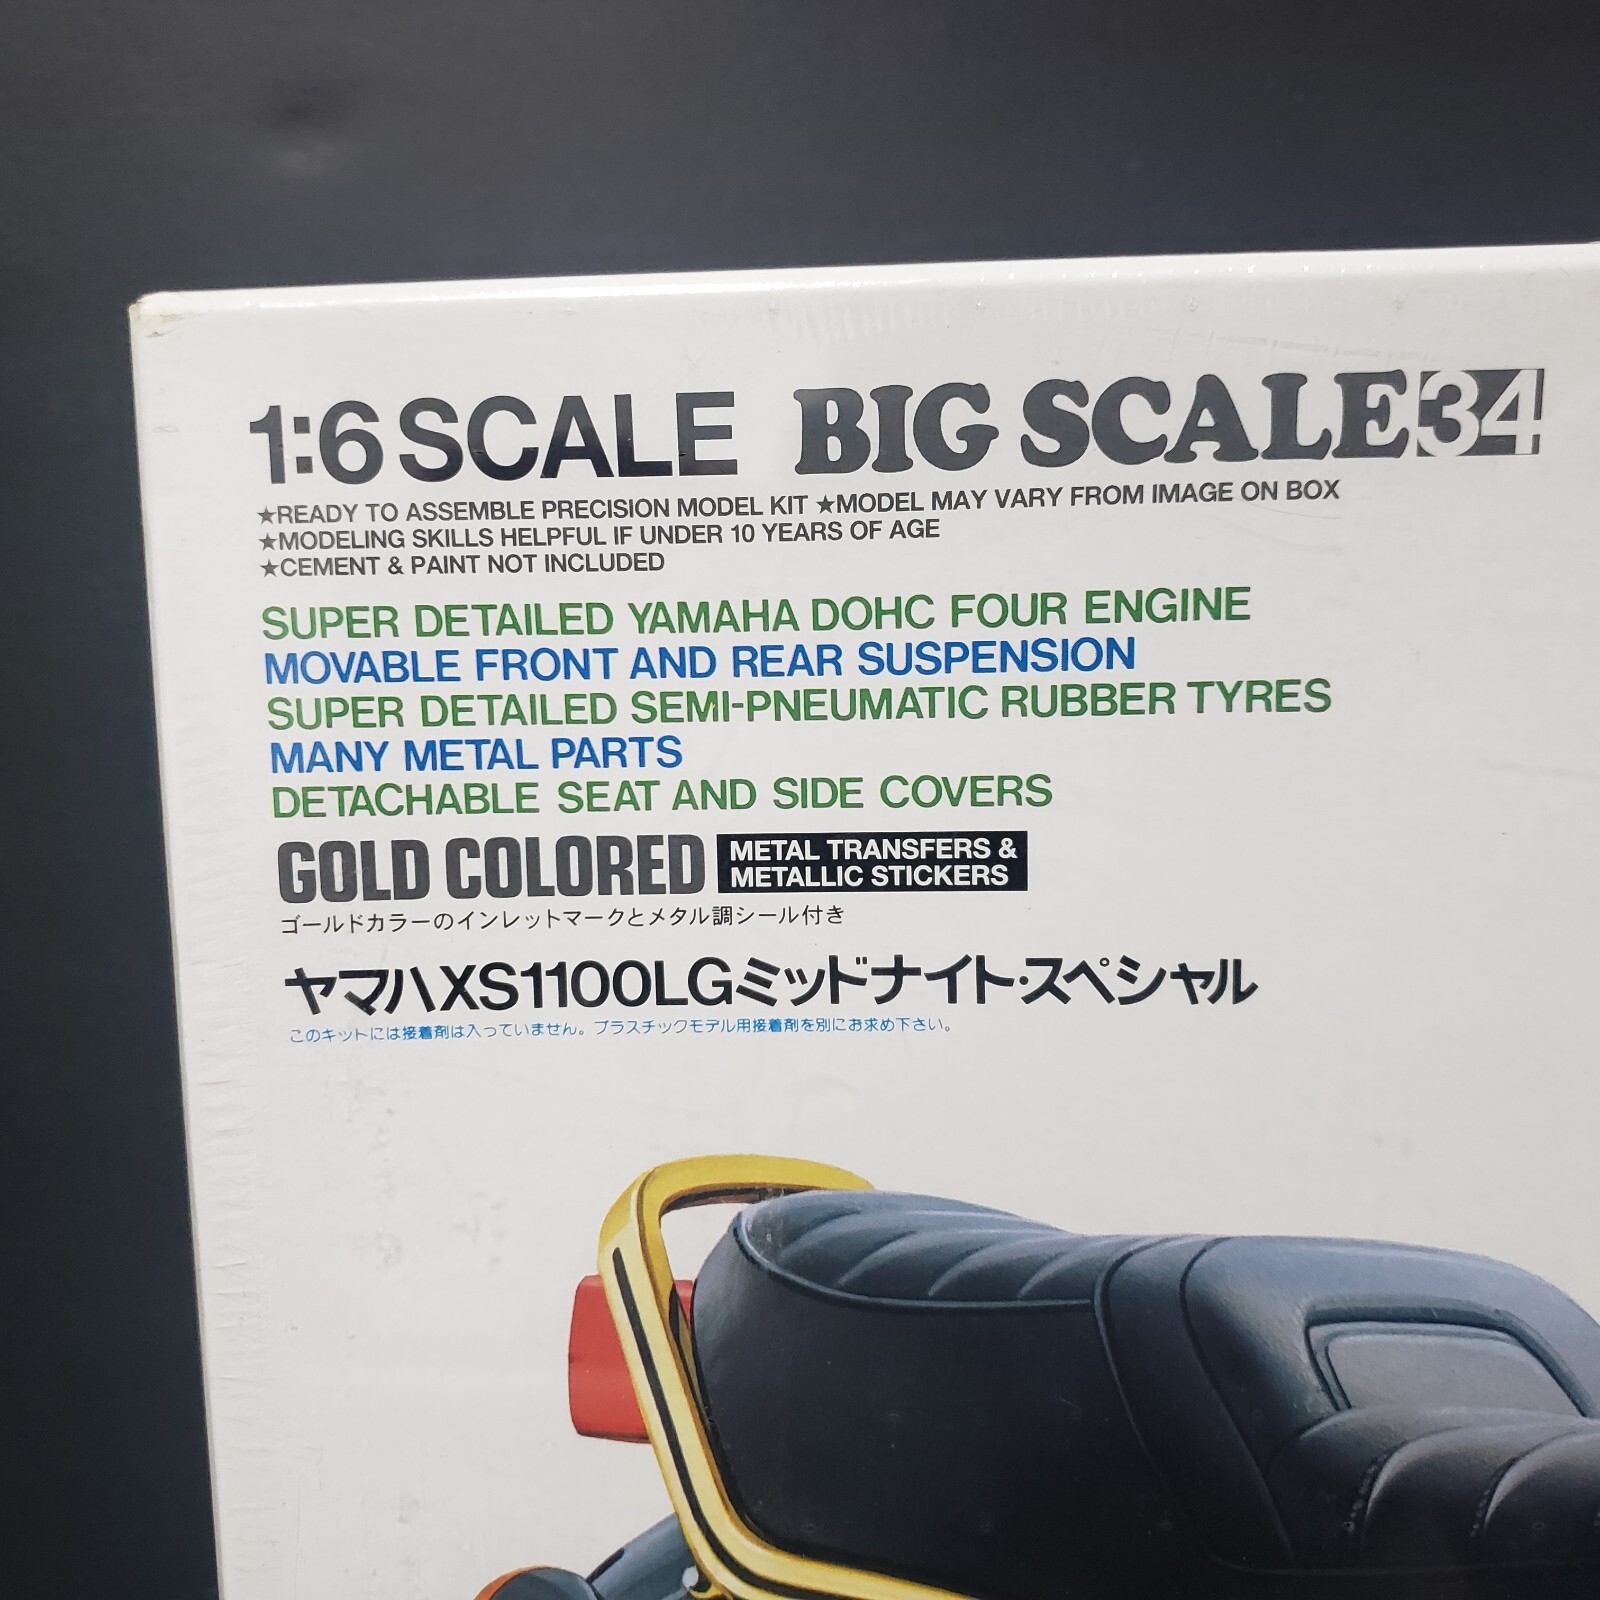 1:6 SCALE BIG SCALE 34
★READY TO ASSEMBLE PRECISION MODEL KIT ★MODEL MAY VARY FROM IMAGE ON BOX
★MODELING SKILLS HELPFUL IF UNDER 10 YEARS OF AGE
★CEMENT & PAINT NOT INCLUDED
SUPER DETAILED YAMAHA DOHC FOUR ENGINE
MOVABLE FRONT AND REAR SUSPENSION
SUPER DETAILED SEMI-PNEUMATIC RUBBER TYRES
MANY METAL PARTS
DETACHABLE SEAT AND SIDE COVERS
GOLD COLORED METAL TRANSFERS &
METALLIC STICKERS
ゴールドカラーのインレットマークとメタル調シール付き
ヤマハXS1100LGミッドナイト・スペシャル
このキットには接着剤は入っていません。プラスチックモデル用接着剤を別にお求め下さい。